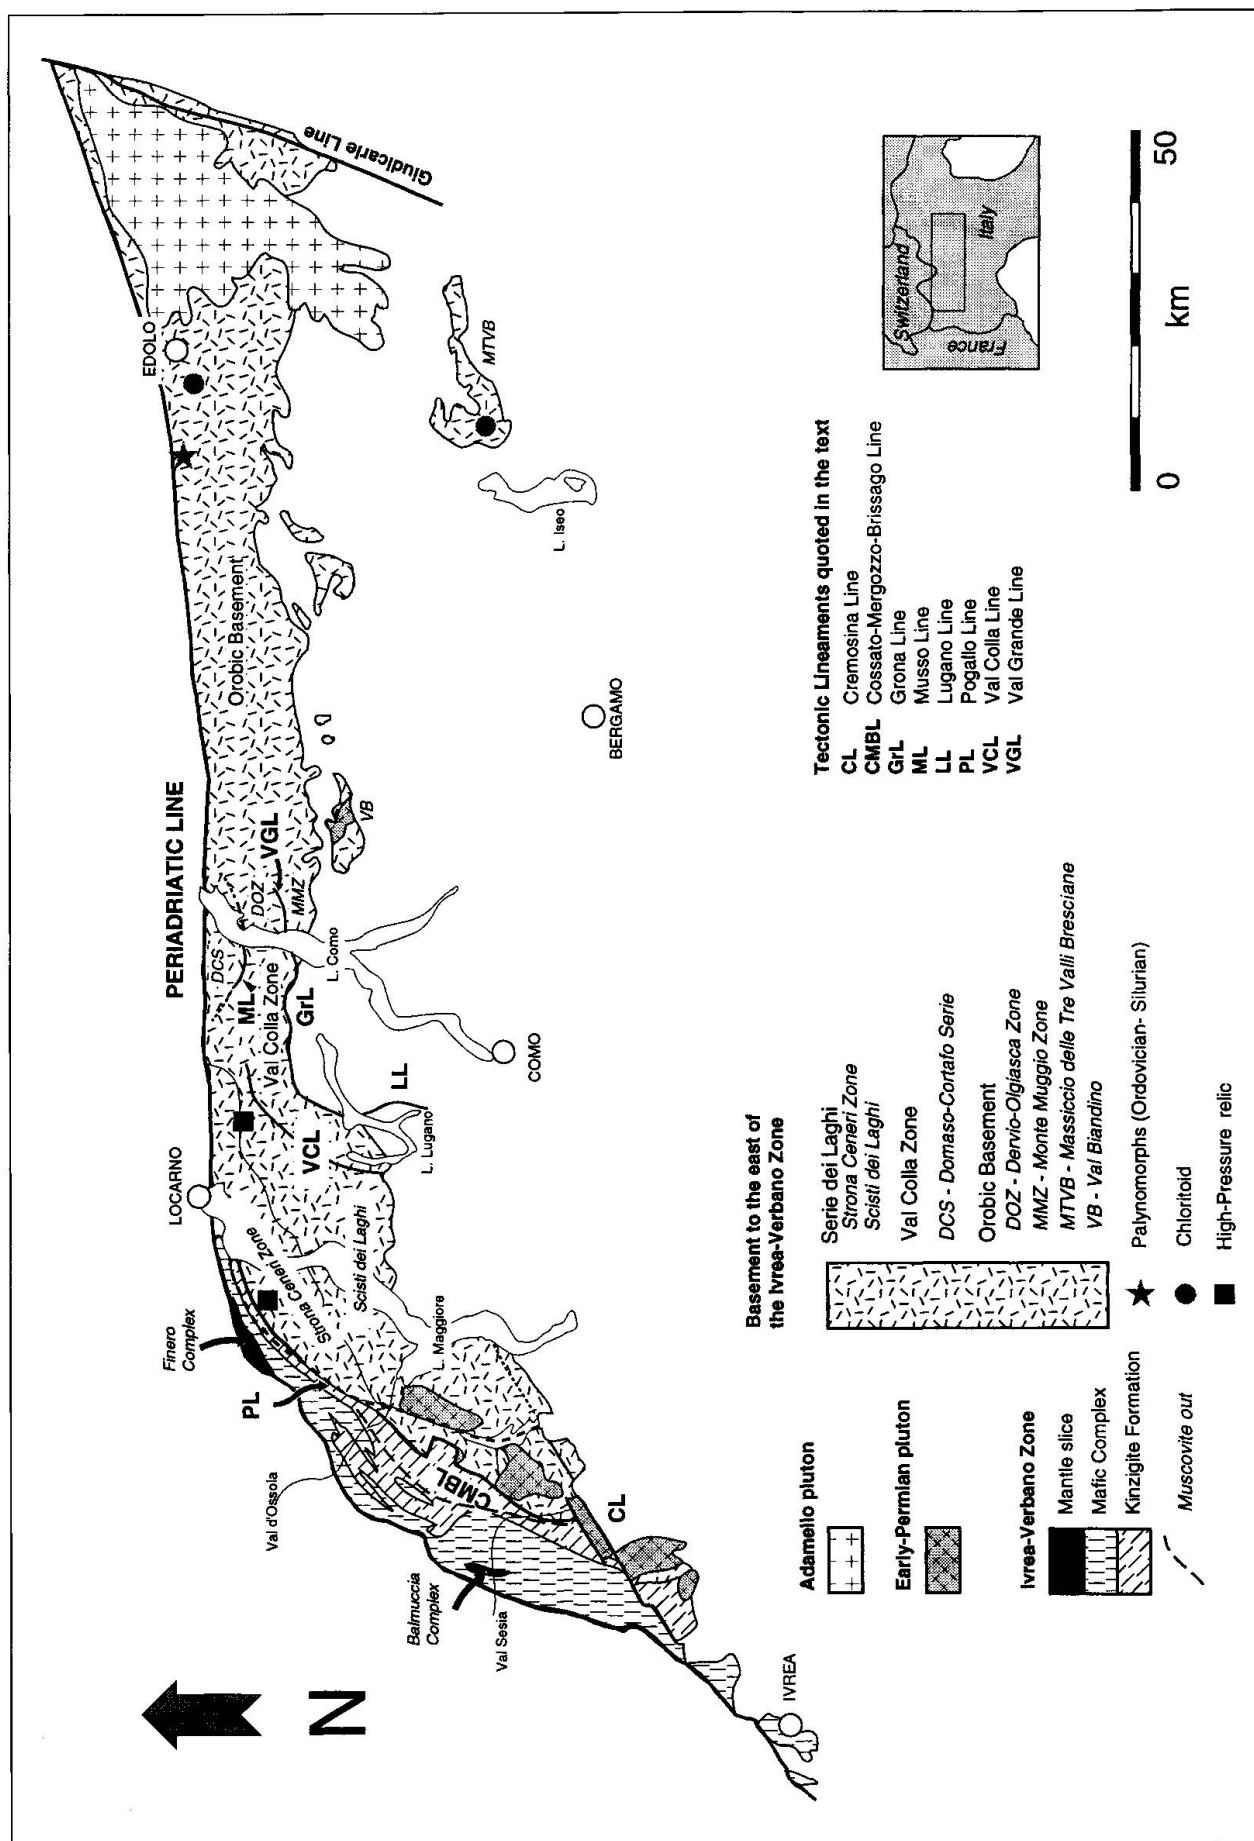 N
PERIADRIATIC LINE
Giudicarie Line
LOCARNO
EDOLO
Finero
Complex
PL
Val d'Ossola
Strona Ceneri Zone
Scisti dei Laghi
VCL
Val Colla Zone
ML
DCS
GrL
DOZ
VGL
MMZ
Orobic Basement
LL
L. Lugano
L. Como
L. Maggiore
VB
MTVB
L. Iseo
COMO
BERGAMO
CMBL
Balmuccia
Complex
Val Sesia
CL
IVREA
Adamello pluton
Early-Permian pluton
Ivrea-Verbano Zone
Mantle slice
Mafic Complex
Kinzigite Formation
Muscovite out
Basement to the east of
the Ivrea-Verbano Zone
Serie dei Laghi
Strona Ceneri Zone
Scisti dei Laghi
Val Colla Zone
DCS - Domaso-Cortafo Serie
Orobic Basement
DOZ - Dervio-Olgiasca Zone
MMZ - Monte Muggio Zone
MTVB - Massiccio delle Tre Valli Bresciane
VB - Val Biandino
Palynomorphs (Ordovician- Silurian)
Chloritoid
High-Pressure relic
Tectonic Lineaments quoted in the text
CL Cremosina Line
CMBL Cossato-Mergozzo-Brissago Line
GrL Grona Line
ML Musso Line
LL Lugano Line
PL Pogallo Line
VCL Val Colla Line
VGL Val Grande Line
Switzerland
France
Italy
0 km 50